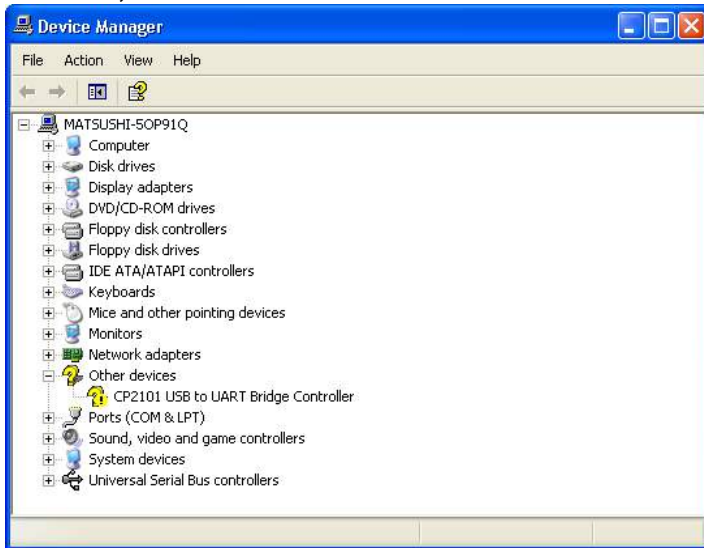 Device Manager
File Action View Help
MATSUSHI-5OP91Q
Computer
Disk drives
Display adapters
DVD/CD-ROM drives
Floppy disk controllers
Floppy disk drives
IDE ATA/ATAPI controllers
Keyboards
Mice and other pointing devices
Monitors
Network adapters
Other devices
CP2101 USB to UART Bridge Controller
Ports (COM & LPT)
Sound, video and game controllers
System devices
Universal Serial Bus controllers